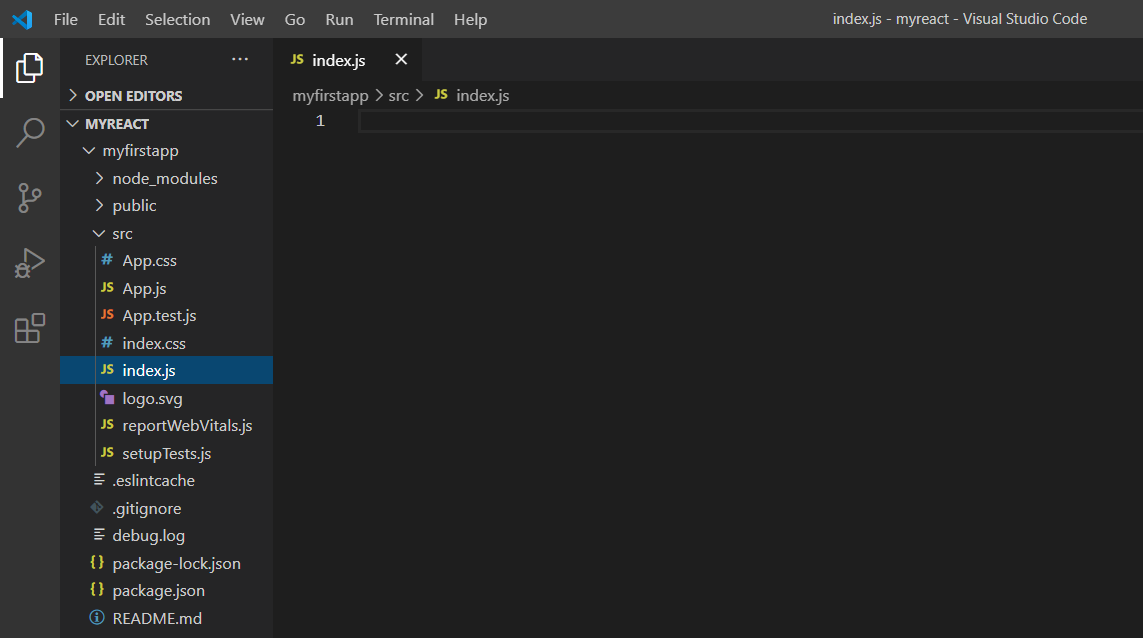 File Edit Selection View Go Run Terminal Help index.js - myreact - Visual Studio Code
EXPLORER ···
OPEN EDITORS
MYREACT
myfirstapp
node_modules
public
src
# App.css
JS App.js
JS App.test.js
# index.css
JS index.js
logo.svg
JS reportWebVitals.js
JS setupTests.js
.eslintcache
.gitignore
debug.log
{} package-lock.json
{} package.json
README.md
JS index.js
myfirstapp > src > JS index.js
1